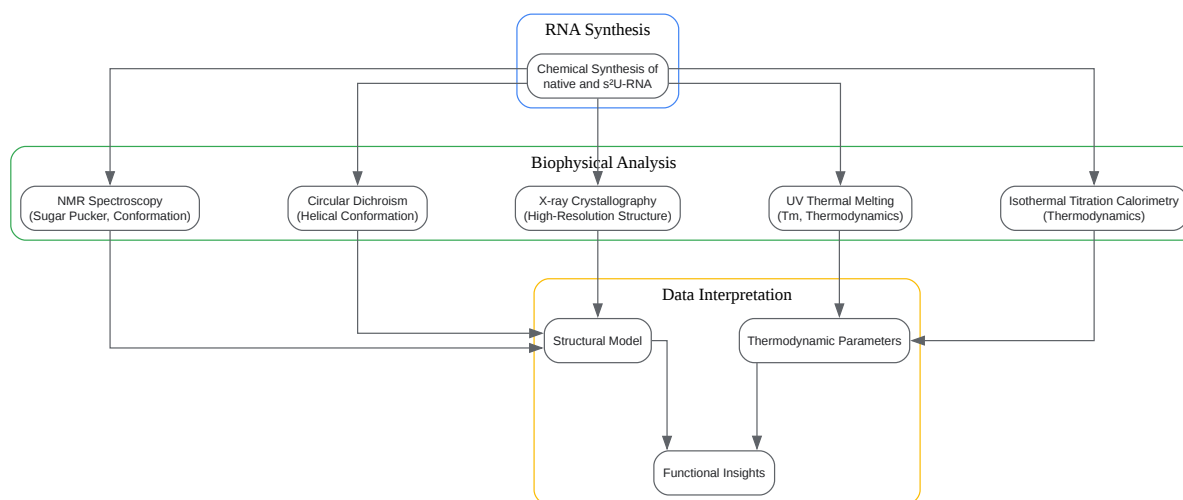 RNA Synthesis
Chemical Synthesis of
native and s²U-RNA
Biophysical Analysis
NMR Spectroscopy
(Sugar Pucker, Conformation)
Circular Dichroism
(Helical Conformation)
X-ray Crystallography
(High-Resolution Structure)
UV Thermal Melting
(Tm, Thermodynamics)
Isothermal Titration Calorimetry
(Thermodynamics)
Data Interpretation
Structural Model
Thermodynamic Parameters
Functional Insights